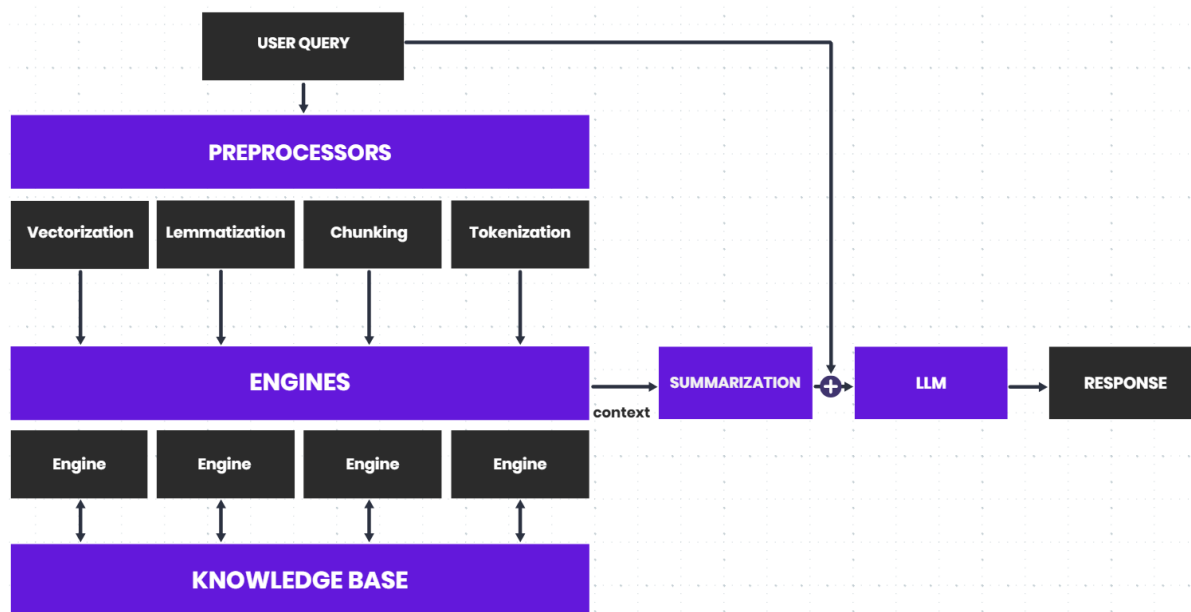 USER QUERY
PREPROCESSORS
Vectorization
Lemmatization
Chunking
Tokenization
ENGINES
context
SUMMARIZATION
LLM
RESPONSE
Engine
Engine
Engine
Engine
KNOWLEDGE BASE